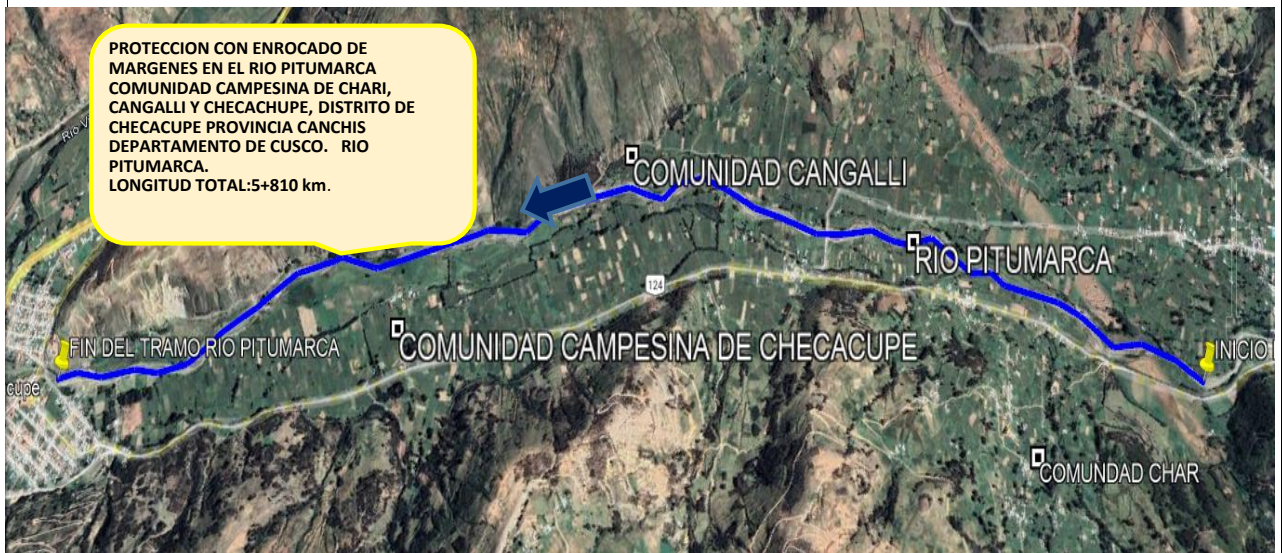 PROTECCION CON ENROCADO DE
MARGENES EN EL RIO PITUMARCA
COMUNIDAD CAMPESINA DE CHARI,
CANGALLI Y CHECACHUPE, DISTRITO DE
CHECACUPE PROVINCIA CANCHIS
DEPARTAMENTO DE CUSCO. RIO
PITUMARCA.
LONGITUD TOTAL:5+810 km.
Río
COMUNIDAD CANGALLI
RIO PITUMARCA
124
FIN DEL TRAMO RIO PITUMARCA
COMUNIDAD CAMPESINA DE CHECACUPE
INICIO
cupe
COMUNDAD CHAR